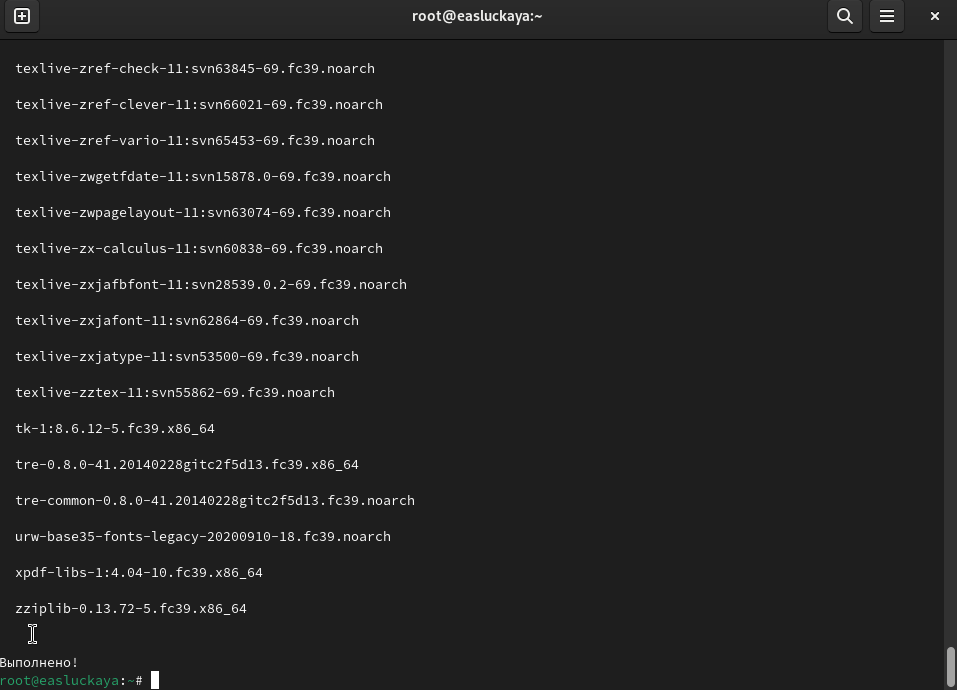 root@easluckaya:~
texlive-zref-check-11:svn63845-69.fc39.noarch
texlive-zref-clever-11:svn66021-69.fc39.noarch
texlive-zref-vario-11:svn65453-69.fc39.noarch
texlive-zwgetfdate-11:svn15878.0-69.fc39.noarch
texlive-zwpagelayout-11:svn63074-69.fc39.noarch
texlive-zx-calculus-11:svn60838-69.fc39.noarch
texlive-zxjafbfont-11:svn28539.0.2-69.fc39.noarch
texlive-zxjafont-11:svn62864-69.fc39.noarch
texlive-zxjatype-11:svn53500-69.fc39.noarch
texlive-zztex-11:svn55862-69.fc39.noarch
tk-1:8.6.12-5.fc39.x86_64
tre-0.8.0-41.20140228gitc2f5d13.fc39.x86_64
tre-common-0.8.0-41.20140228gitc2f5d13.fc39.noarch
urw-base35-fonts-legacy-20200910-18.fc39.noarch
xpdf-libs-1:4.04-10.fc39.x86_64
zziplib-0.13.72-5.fc39.x86_64
Выполнено!
root@easluckaya:~#